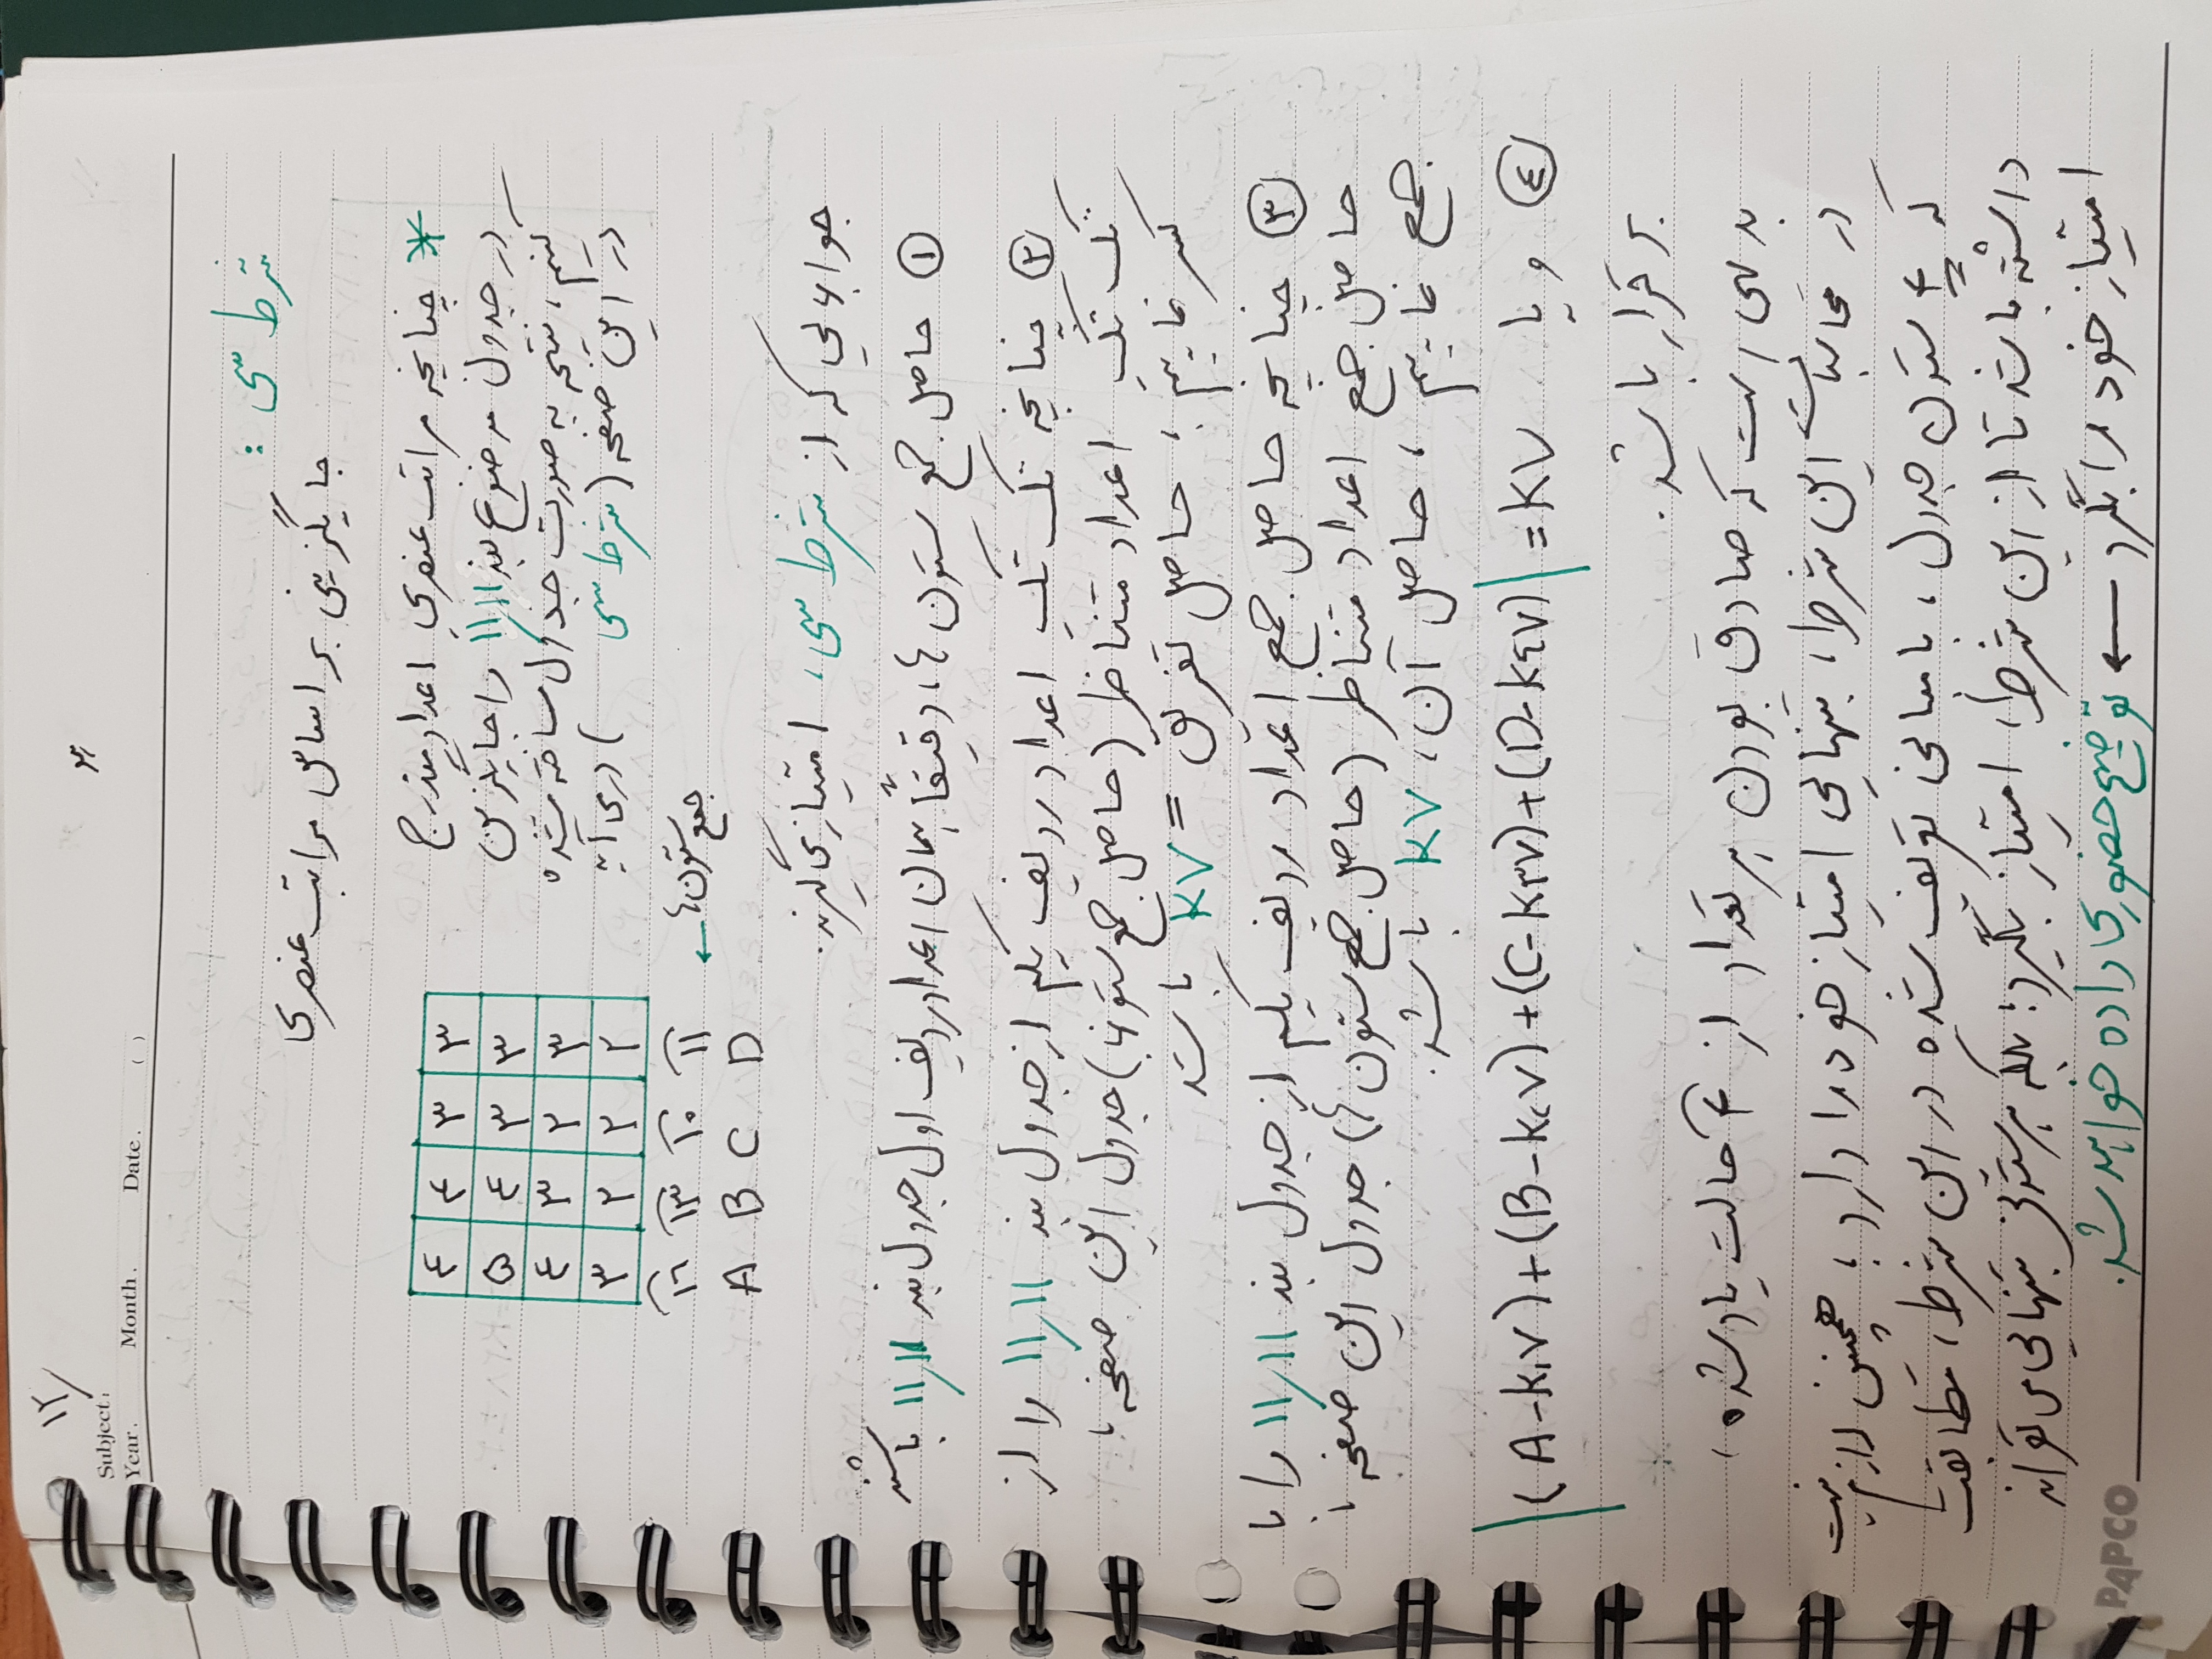 ۱۲/
۳
Subject:
Year. Month. Date. ( )
شرط سی :
جایگزینی بر اساس مراتب عنصری
* چنانچه مراتب عنصری اعداد مندرج
در جدول موضوع بند ۱۱/۱۱ را جایگزین
کنیم، نتیجه به صورت جدول ساخته شده
در این صفحه (شرط سی) در می آید
۴ ۴ ۳ ۳
۵ ۴ ۳ ۳
۴ ۳ ۲ ۳
۳ ۲ ۲ ۲
جمع ستون ها ← ۱۶ ۱۳ ۱۰ ۱۱
A B C D
جوابهایی که از شرط سی، امتیاز می گیرند.
① حاصل جمع ستون ها، دقیقاً همان اعداد ردیف اول جدول بند ۱۱/۱۱ باشند
② چنانچه تک تک اعداد ردیف یکم از جدول بند ۱۱/۱۱ را از
تک تک اعداد متناظر (حاصل جمع ستونها) جدول این صفحه،
کسر نماییم؛ حاصل تفریق = K۷ باشد
③ چنانچه حاصل جمع اعداد ردیف یکم از جدول بند ۱۱/۱۱ را با
حاصل جمع اعداد متناظر (حاصل جمع ستون ها) جدول این صفحه،
جمع نماییم، حاصل آن، K۷ باشد.
④ و یا |(A-K۱۷)+(B-K۲۷)+(C-K۳۷)+(D-K۴۷)| = K۷
برقرار باشد.
بدیهی است که صادق بودن هر تعداد از ۴ حالت یاد شده،
در محاسبات این شرط، بتنهایی امتیاز خود را دارد؛ همچنین لازم نیست
که ۴ ستون جدول، با مبانی تعریف شده در این شرط، مطابقت
داشته باشد تا از این شرط، امتیاز بگیرد؛ بلکه هر ستونی بتنهایی می تواند
امتیاز خود را بگیرد ← توضیح حضوری داده خواهد شد.
PAPCO